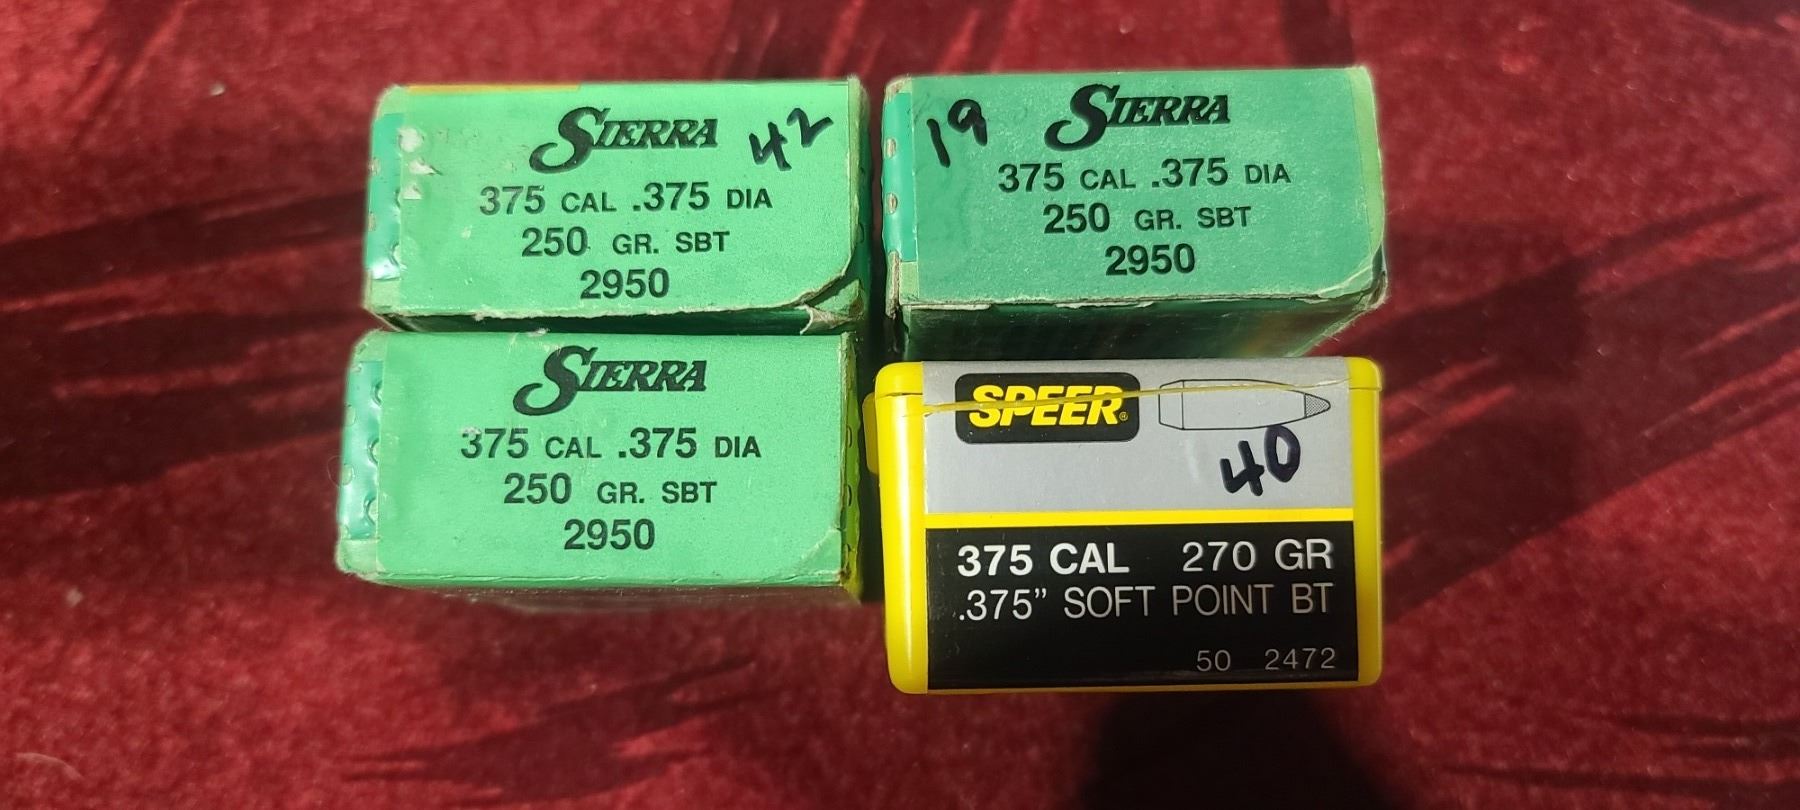 SIERRA 42
375 CAL .375 DIA
250 GR. SBT
2950
19 SIERRA
375 CAL .375 DIA
250 GR. SBT
2950
SIERRA
375 CAL .375 DIA
250 GR. SBT
2950
SPEER®
40
375 CAL 270 GR
.375” SOFT POINT BT
50 2472